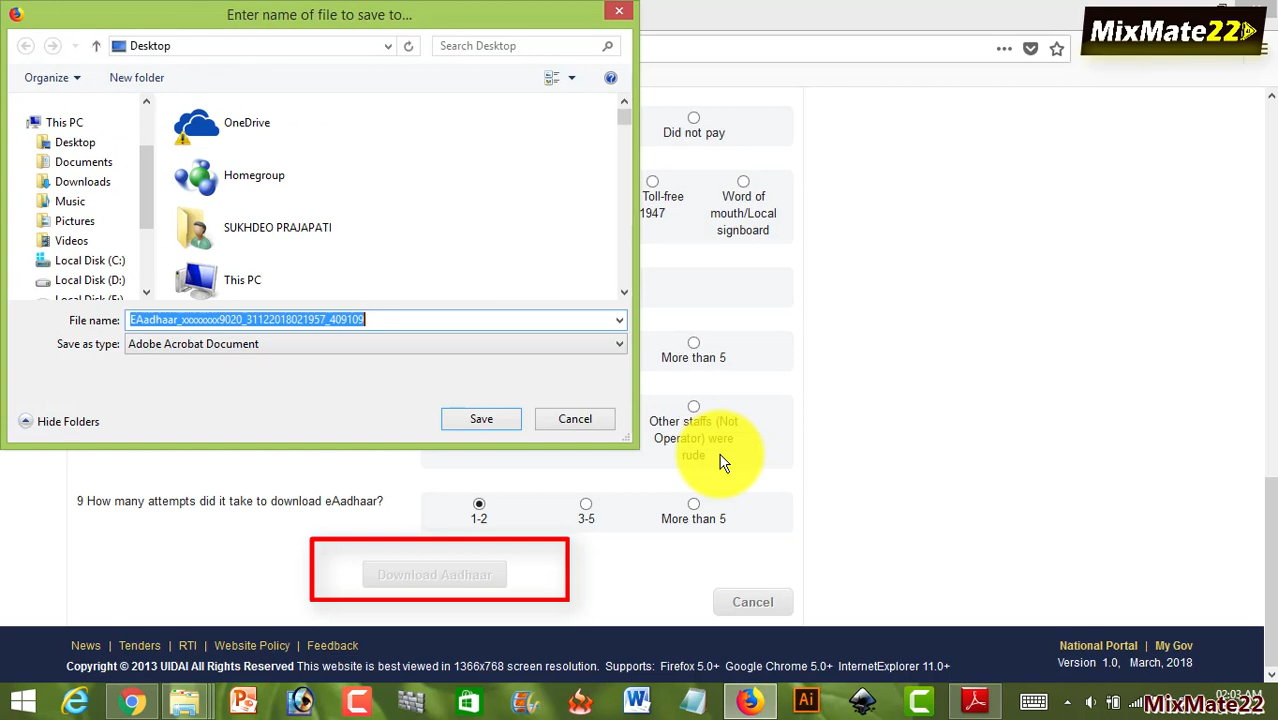 Enter name of file to save to...
MixMate22
Desktop
Search Desktop
Organize
New folder
This PC
Desktop
Documents
Downloads
Music
Pictures
Videos
Local Disk (C:)
Local Disk (D:)
OneDrive
Homegroup
SUKHDEO PRAJAPATI
This PC
File name: EAadhaar_xxxxxxxx9020_31122018021957_409109
Save as type: Adobe Acrobat Document
Hide Folders
Save
Cancel
Did not pay
Toll-free
1947
Word of
mouth/Local
signboard
More than 5
Other staffs (Not
Operator) were
rude
9 How many attempts did it take to download eAadhaar?
1-2
3-5
More than 5
Download Aadhaar
Cancel
News | Tenders | RTI | Website Policy | Feedback
National Portal | My Gov
Copyright © 2013 UIDAI All Rights Reserved This website is best viewed in 1366x768 screen resolution. Supports: Firefox 5.0+ Google Chrome 5.0+ InternetExplorer 11.0+
Version 1.0, March, 2018
02:03 AM
MixMate22